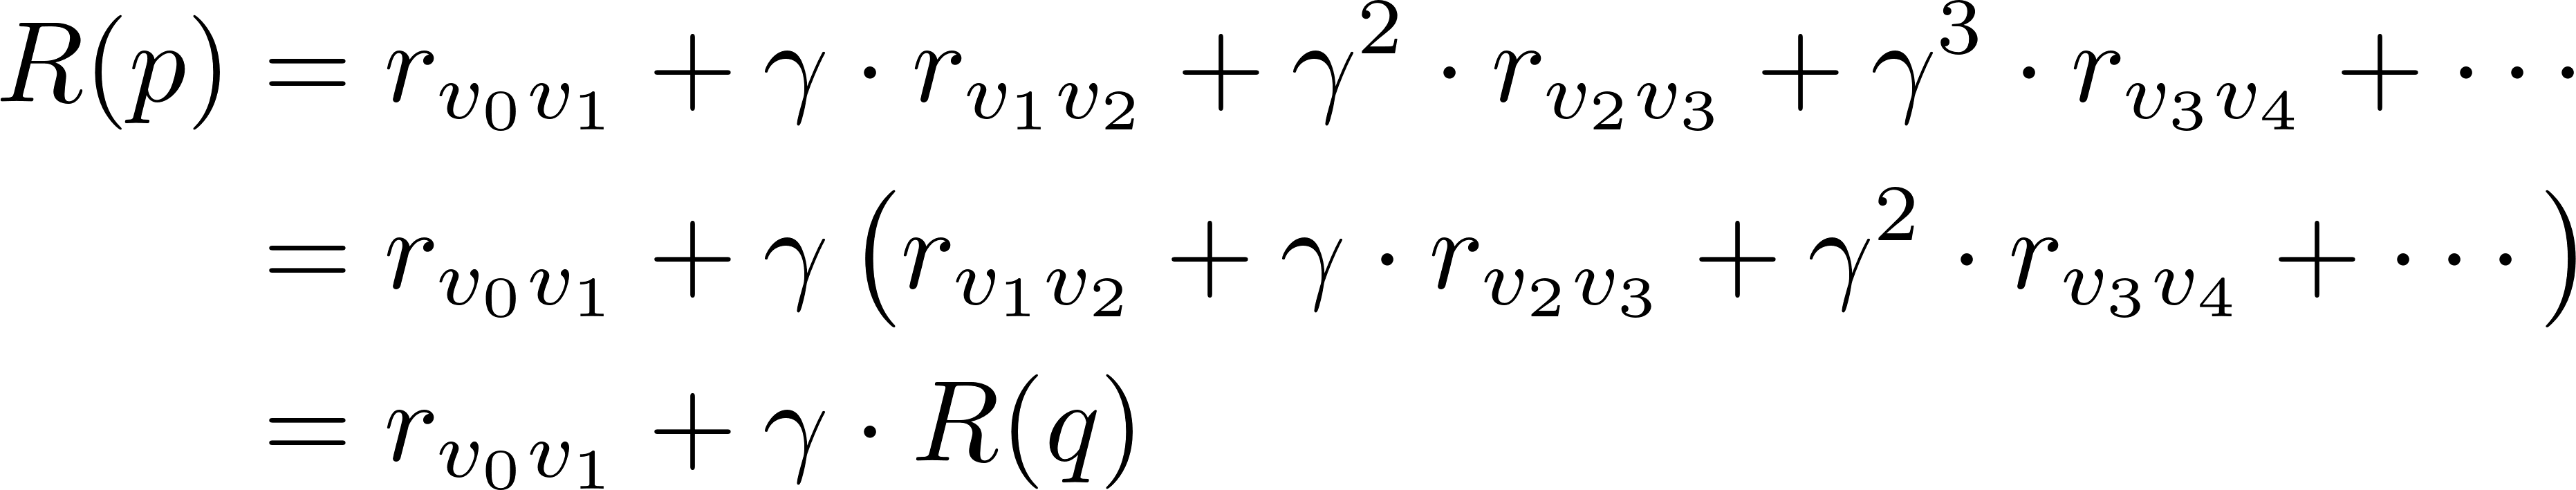 R(p) = r_{v_0 v_1} + γ · r_{v_1 v_2} + γ^2 · r_{v_2 v_3} + γ^3 · r_{v_3 v_4} + ···
= r_{v_0 v_1} + γ (r_{v_1 v_2} + γ · r_{v_2 v_3} + γ^2 · r_{v_3 v_4} + ··· )
= r_{v_0 v_1} + γ · R(q)